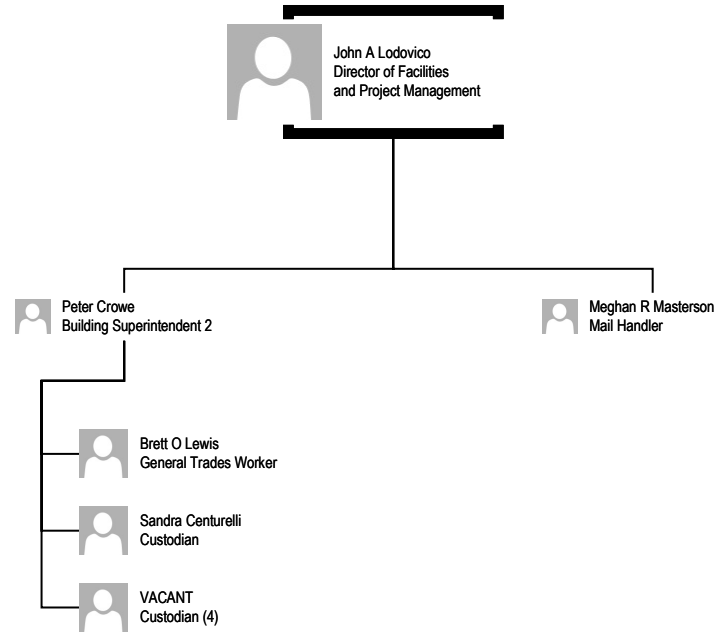 John A Lodovico
Director of Facilities
and Project Management
Peter Crowe
Building Superintendent 2
Meghan R Masterson
Mail Handler
Brett O Lewis
General Trades Worker
Sandra Centurelli
Custodian
VACANT
Custodian (4)